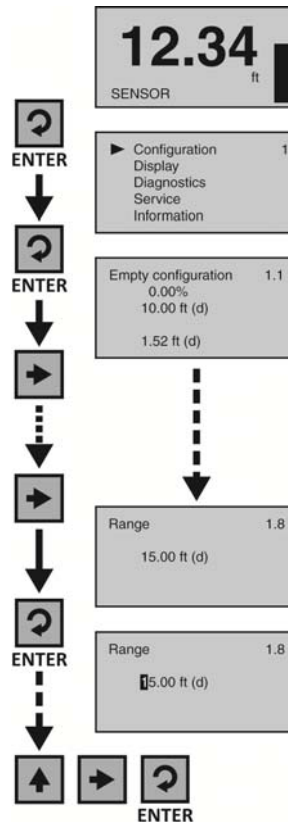 12.34
ft
SENSOR
ENTER
Configuration 1
Display
Diagnostics
Service
Information
ENTER
Empty configuration 1.1
0.00%
10.00 ft (d)
1.52 ft (d)
Range 1.8
15.00 ft (d)
ENTER
Range 1.8
15.00 ft (d)
ENTER